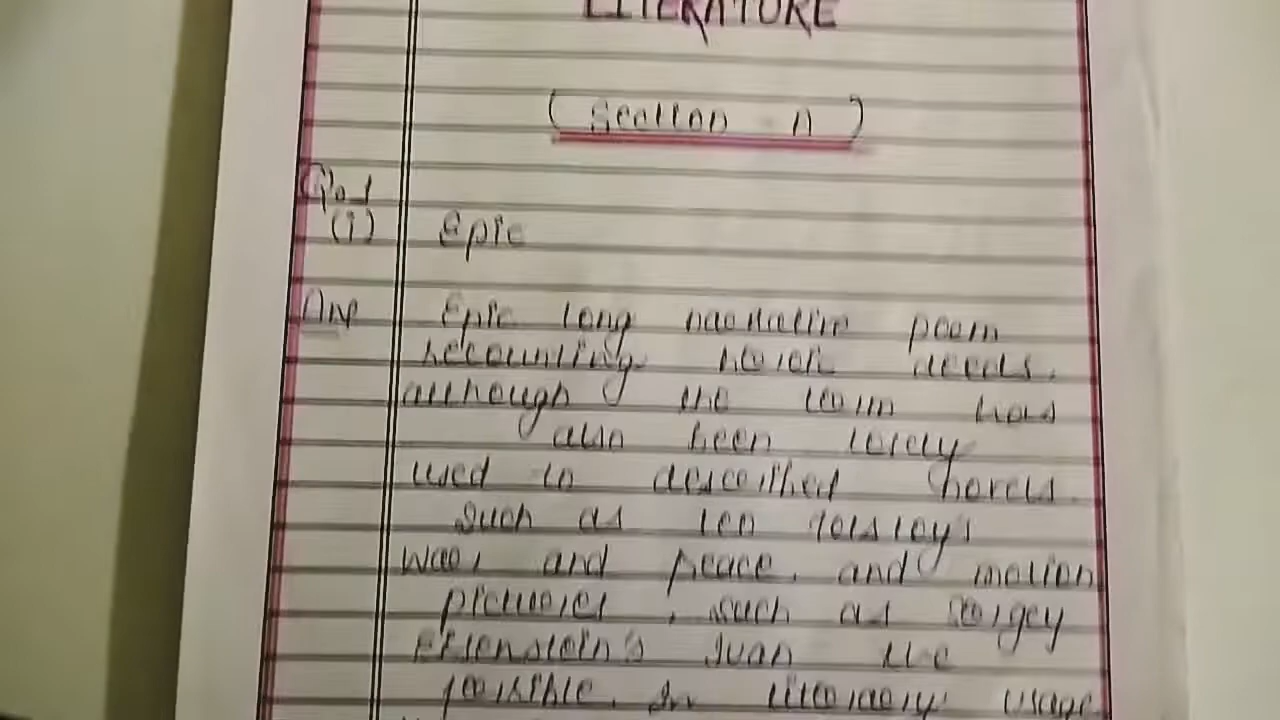 LITERATURE
(Section - A)
Qo1
(i) Epic
Ans Epic long narrative poem
recounting heroic deeds,
although the term has
also been loosely
used to described novels
such as Leo Tolstoy's
War and peace, and motion
pictures, such as Sergey
Eisenstein's Ivan the
In literary usage